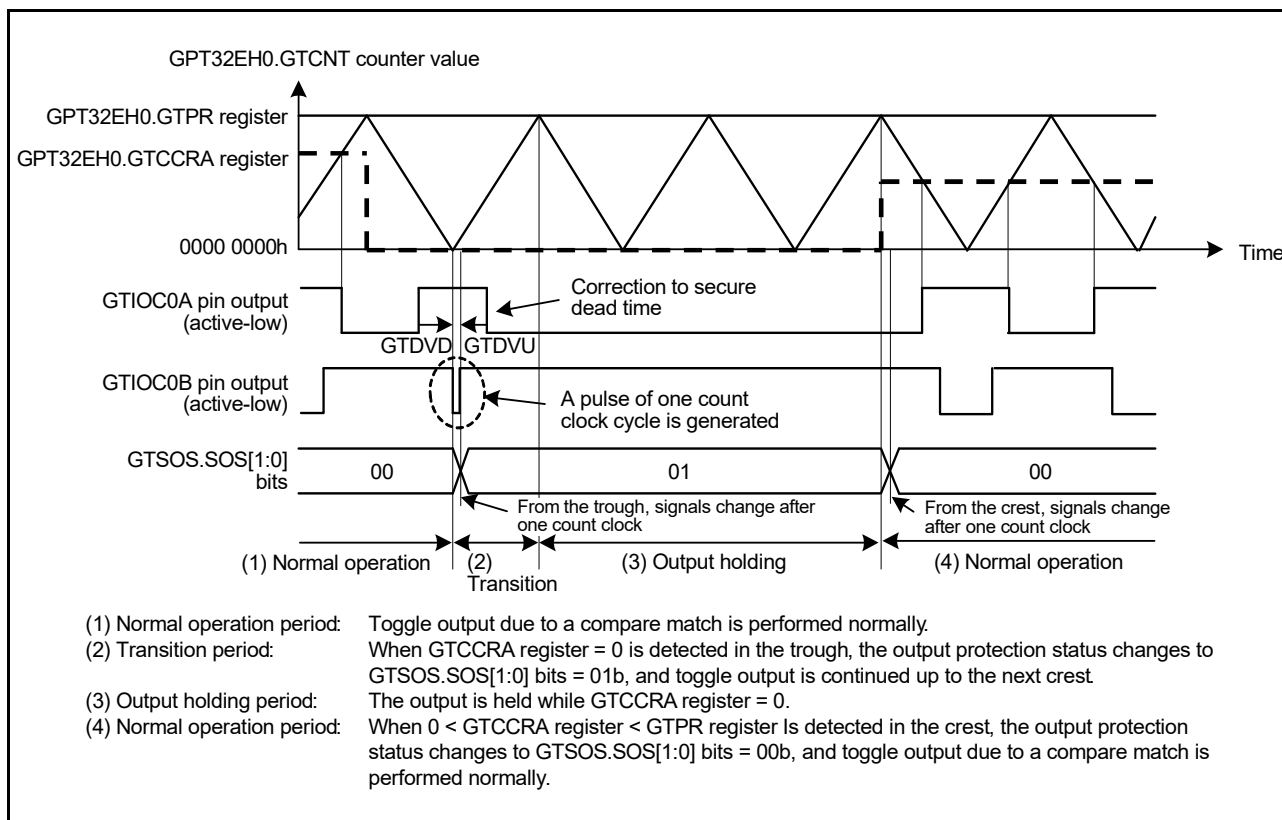 GPT32EH0.GTCNT counter value
GPT32EH0.GTPR register
GPT32EH0.GTCCRA register
0000 0000h
Time
GTIOC0A pin output
(active-low)
Correction to secure
dead time
GTDVD
GTDVU
GTIOC0B pin output
(active-low)
A pulse of one count
clock cycle is generated
GTSOS.SOS[1:0]
bits
00
01
00
From the trough, signals change after
one count clock
From the crest, signals change
after one count clock
(1) Normal operation
(2)
Transition
(3) Output holding
(4) Normal operation
(1) Normal operation period: Toggle output due to a compare match is performed normally.
(2) Transition period: When GTCCRA register = 0 is detected in the trough, the output protection status changes to
GTSOS.SOS[1:0] bits = 01b, and toggle output is continued up to the next crest.
(3) Output holding period: The output is held while GTCCRA register = 0.
(4) Normal operation period: When 0 < GTCCRA register < GTPR register Is detected in the crest, the output protection
status changes to GTSOS.SOS[1:0] bits = 00b, and toggle output due to a compare match is
performed normally.